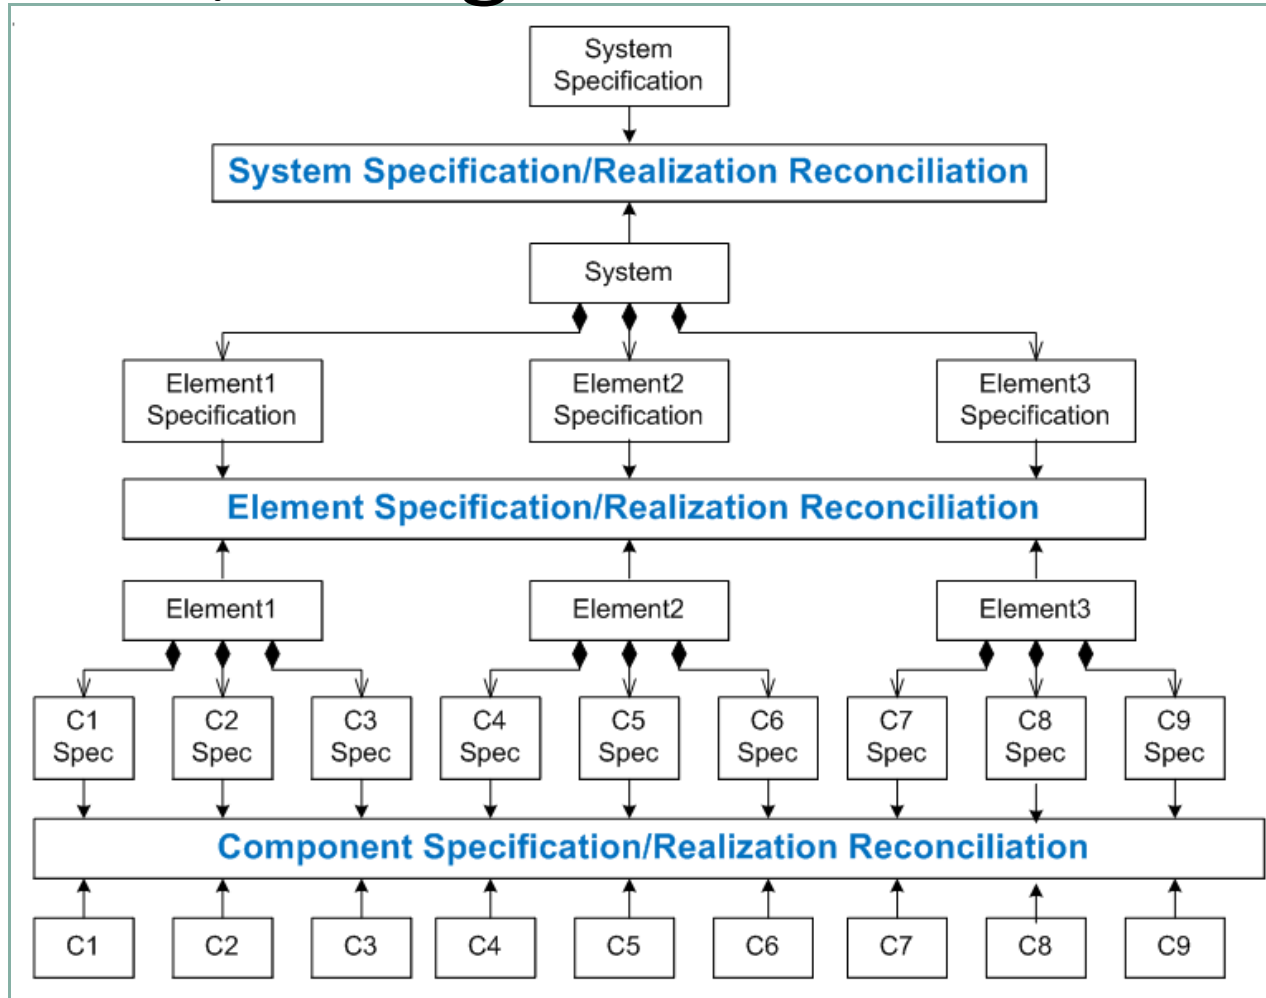 System
Specification
System Specification/Realization Reconciliation
System
Element1
Specification
Element2
Specification
Element3
Specification
Element Specification/Realization Reconciliation
Element1
Element2
Element3
C1
Spec
C2
Spec
C3
Spec
C4
Spec
C5
Spec
C6
Spec
C7
Spec
C8
Spec
C9
Spec
Component Specification/Realization Reconciliation
C1
C2
C3
C4
C5
C6
C7
C8
C9